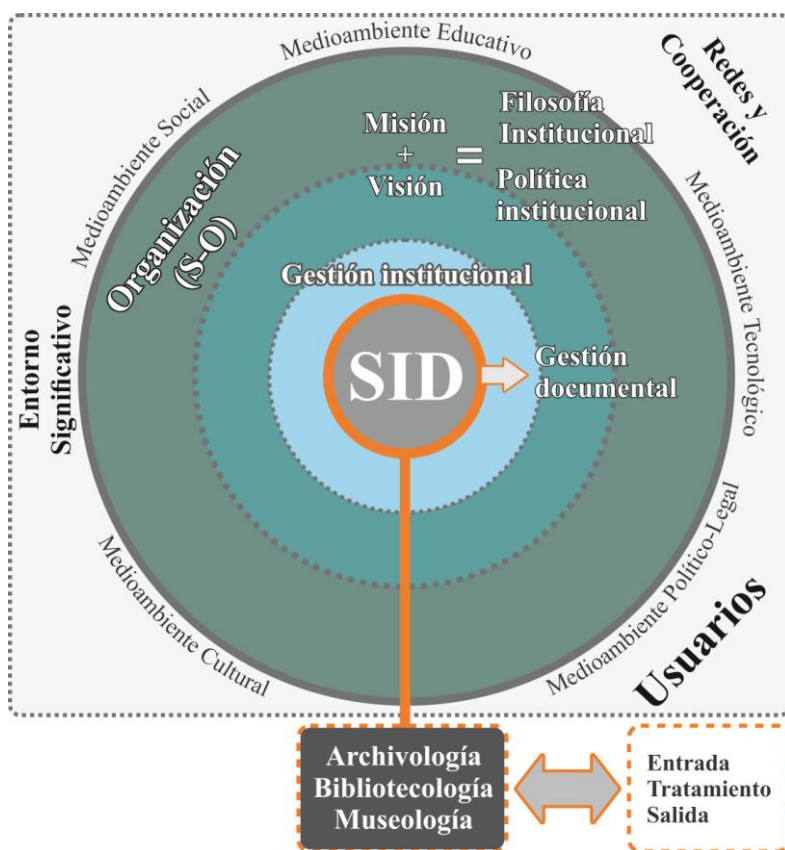 Medioambiente Educativo
Redes y
Cooperación
Medioambiente Social
Misión
+
Visión
=
Filosofía
Institucional
Política
institucional
Organización
(S-O)
Medioambiente Tecnológico
Gestión institucional
Entorno
Significativo
SID
Gestión
documental
Medioambiente Cultural
Medioambiente Político-Legal
Usuarios
Archivología
Bibliotecología
Museología
Entrada
Tratamiento
Salida